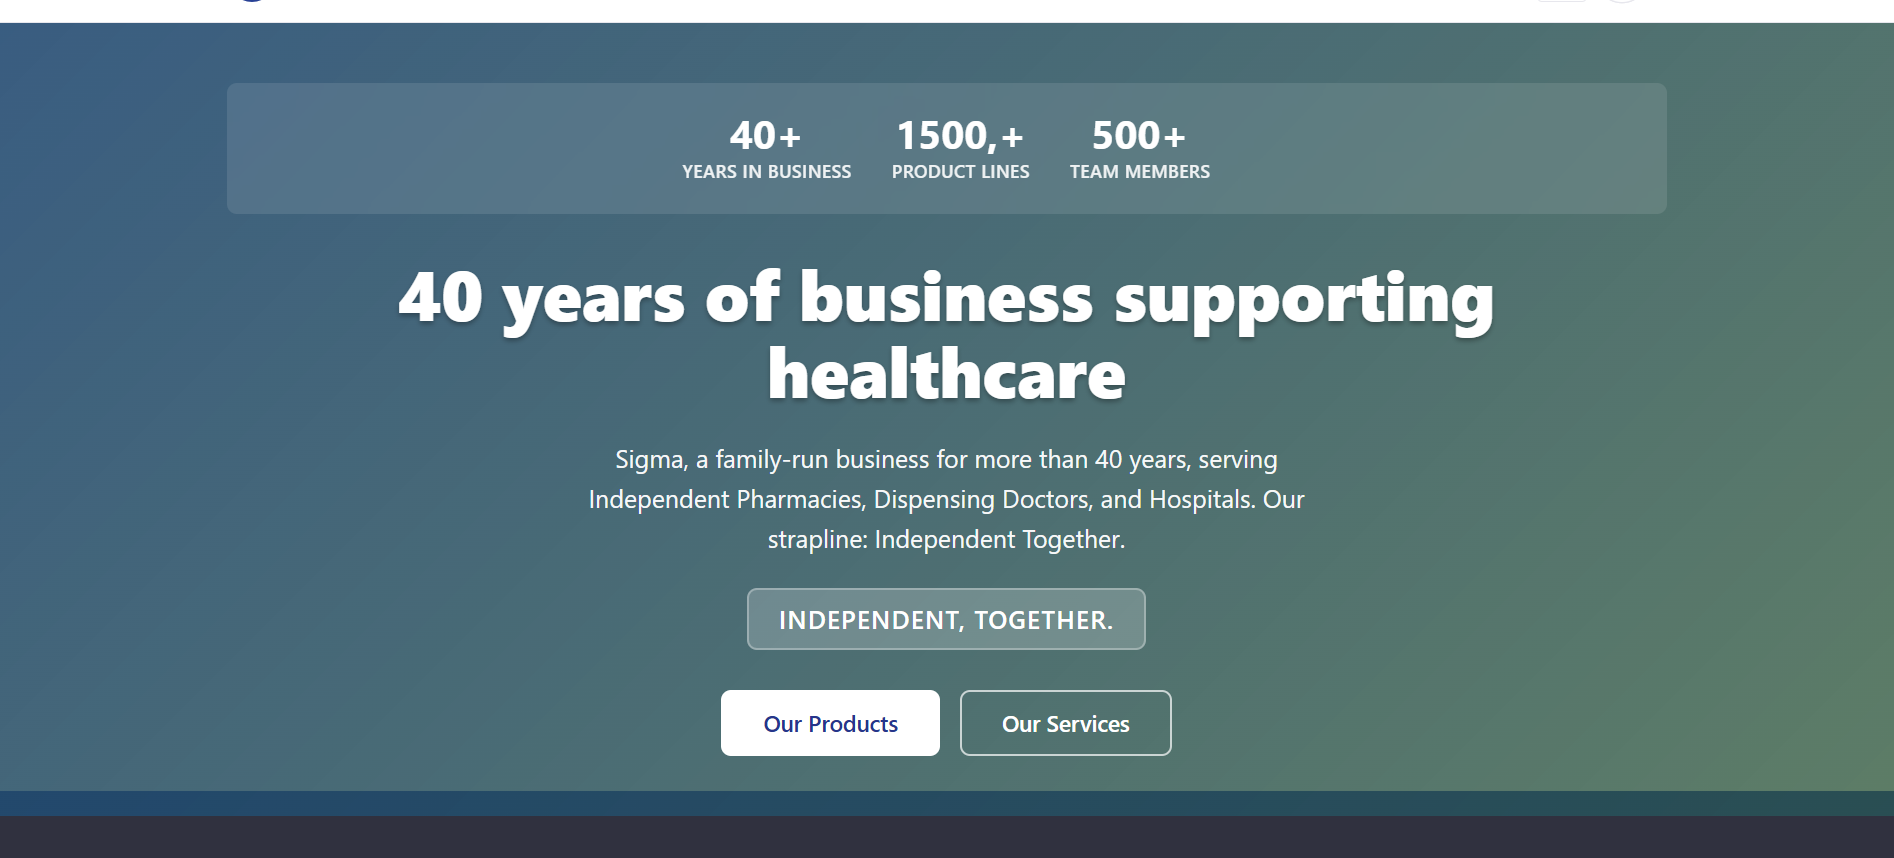 40+ 1500,+ 500+
YEARS IN BUSINESS PRODUCT LINES TEAM MEMBERS
40 years of business supporting
healthcare
Sigma, a family-run business for more than 40 years, serving
Independent Pharmacies, Dispensing Doctors, and Hospitals. Our
strapline: Independent Together.
INDEPENDENT, TOGETHER.
Our Products Our Services